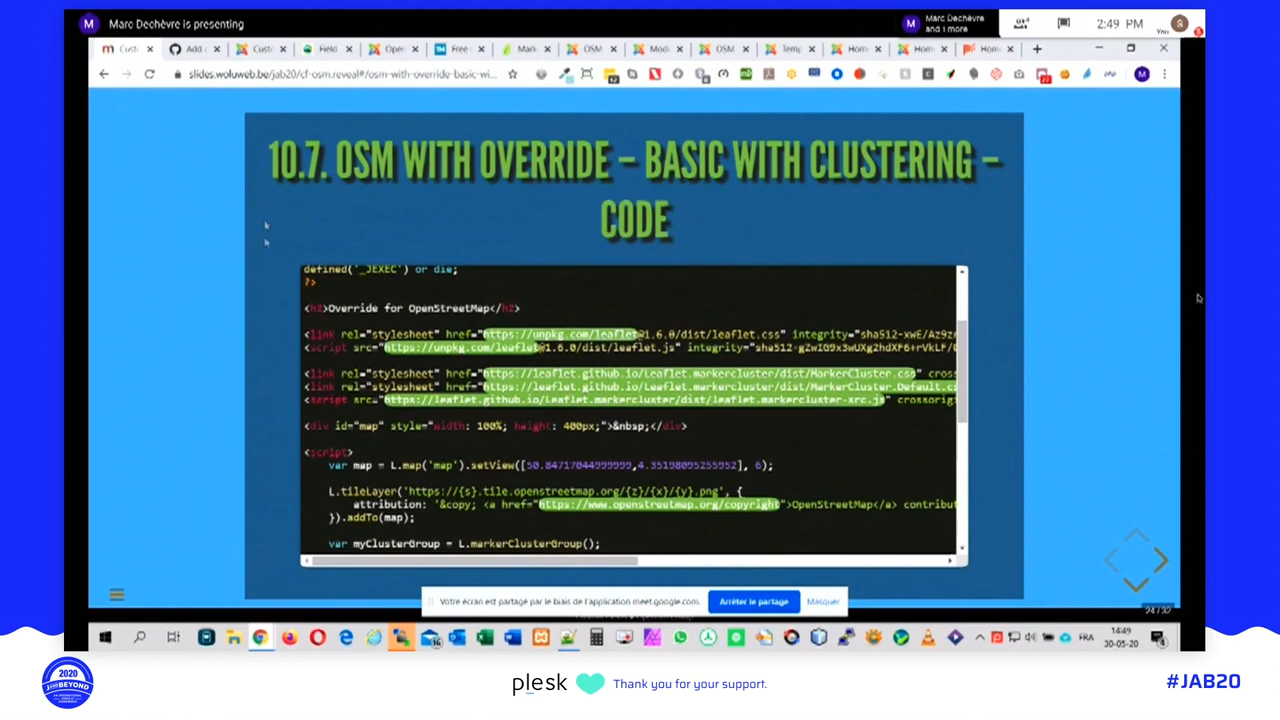 Marc Dechèvre is presenting
Marc Dechèvre
and 1 more
2:49 PM
You
slides.woluweb.be/jab20/cf-osm.reveal#/osm-with-override-basic-wi...
10.7. OSM WITH OVERRIDE – BASIC WITH CLUSTERING –
CODE
defined('_JEXEC') or die;
?>
<h2>Override for OpenStreetMap</h2>
<link rel="stylesheet" href="https://unpkg.com/leaflet@1.6.0/dist/leaflet.css" integrity="sha512-xwE/Az9z
<script src="https://unpkg.com/leaflet@1.6.0/dist/leaflet.js" integrity="sha512-gZwIG9x3wUXg2hdXF6+rVkLF/
<link rel="stylesheet" href="https://leaflet.github.io/Leaflet.markercluster/dist/MarkerCluster.css" cross
<link rel="stylesheet" href="https://leaflet.github.io/Leaflet.markercluster/dist/MarkerCluster.Default.c
<script src="https://leaflet.github.io/Leaflet.markercluster/dist/leaflet.markercluster-src.js" crossorig
<div id="map" style="width: 100%; height: 400px;">&nbsp;</div>
<script>
var map = L.map('map').setView([50.84717044999999,4.35198095255952], 6);
L.tileLayer('https://{s}.tile.openstreetmap.org/{z}/{x}/{y}.png', {
attribution: '&copy; <a href="https://www.openstreetmap.org/copyright">OpenStreetMap</a> contribut
}).addTo(map);
var myClusterGroup = L.markerClusterGroup();
24/32
Votre écran est partagé par le biais de l'application meet.google.com.
Arrêter le partage
Masquer
FRA
14:49
30-05-20
2020
plesk
Thank you for your support.
#JAB20